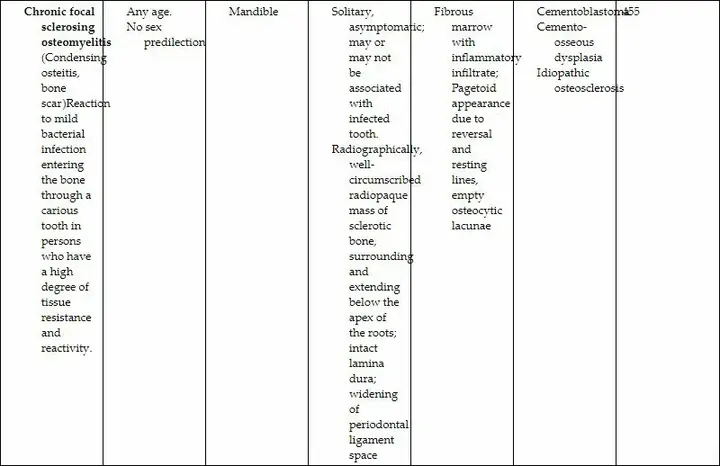 Chronic focal
sclerosing
osteomyelitis
(Condensing
osteitis,
bone
scar)Reaction
to mild
bacterial
infection
entering
the bone
through a
carious
tooth in
persons
who have
a high
degree of
tissue
resistance
and
reactivity.
Any age.
No sex
predilection
Mandible
Solitary,
asymptomatic;
may or
may not
be
associated
with
infected
tooth.
Radiographically,
well-
circumscribed
radiopaque
mass of
sclerotic
bone,
surrounding
and
extending
below the
apex of
the roots;
intact
lamina
dura;
widening
of
periodontal
ligament
space
Fibrous
marrow
with
inflammatory
infiltrate;
Pagetoid
appearance
due to
reversal
and
resting
lines,
empty
osteocytic
lacunae
Cementoblastoma
Cemento-
osseous
dysplasia
Idiopathic
osteosclerosis
155